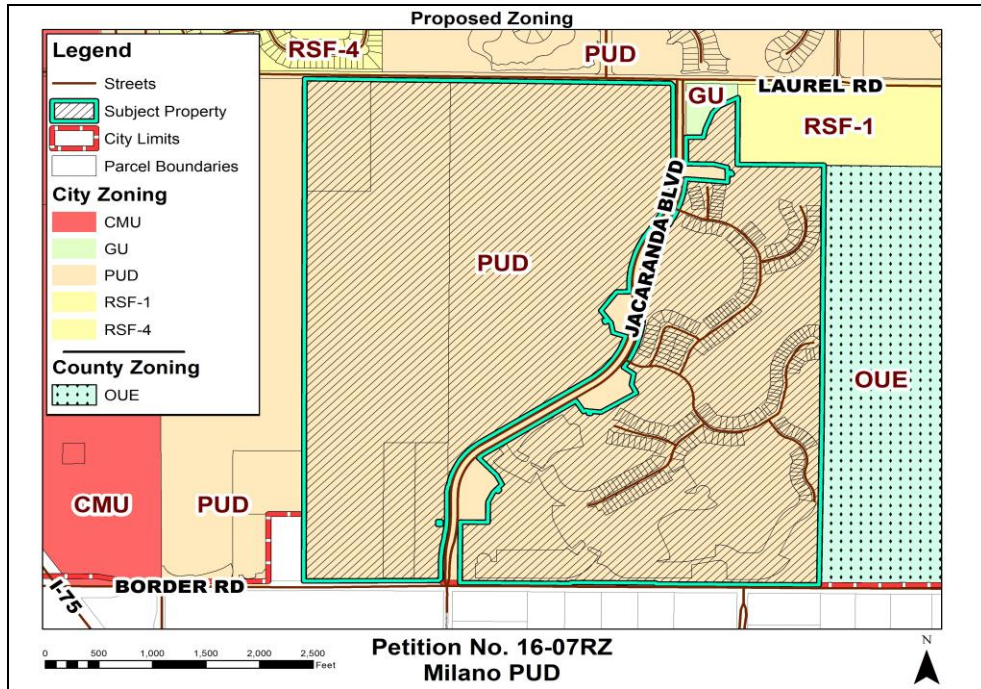 Proposed Zoning
Legend
Streets
Subject Property
City Limits
Parcel Boundaries
City Zoning
CMU
GU
PUD
RSF-1
RSF-4
County Zoning
OUE
RSF-4
PUD
LAUREL RD
GU
RSF-1
JACARANDA BLVD
PUD
OUE
CMU
PUD
BORDER RD
I-75
0 500 1,000 1,500 2,000 2,500
Feet
Petition No. 16-07RZ
Milano PUD
N